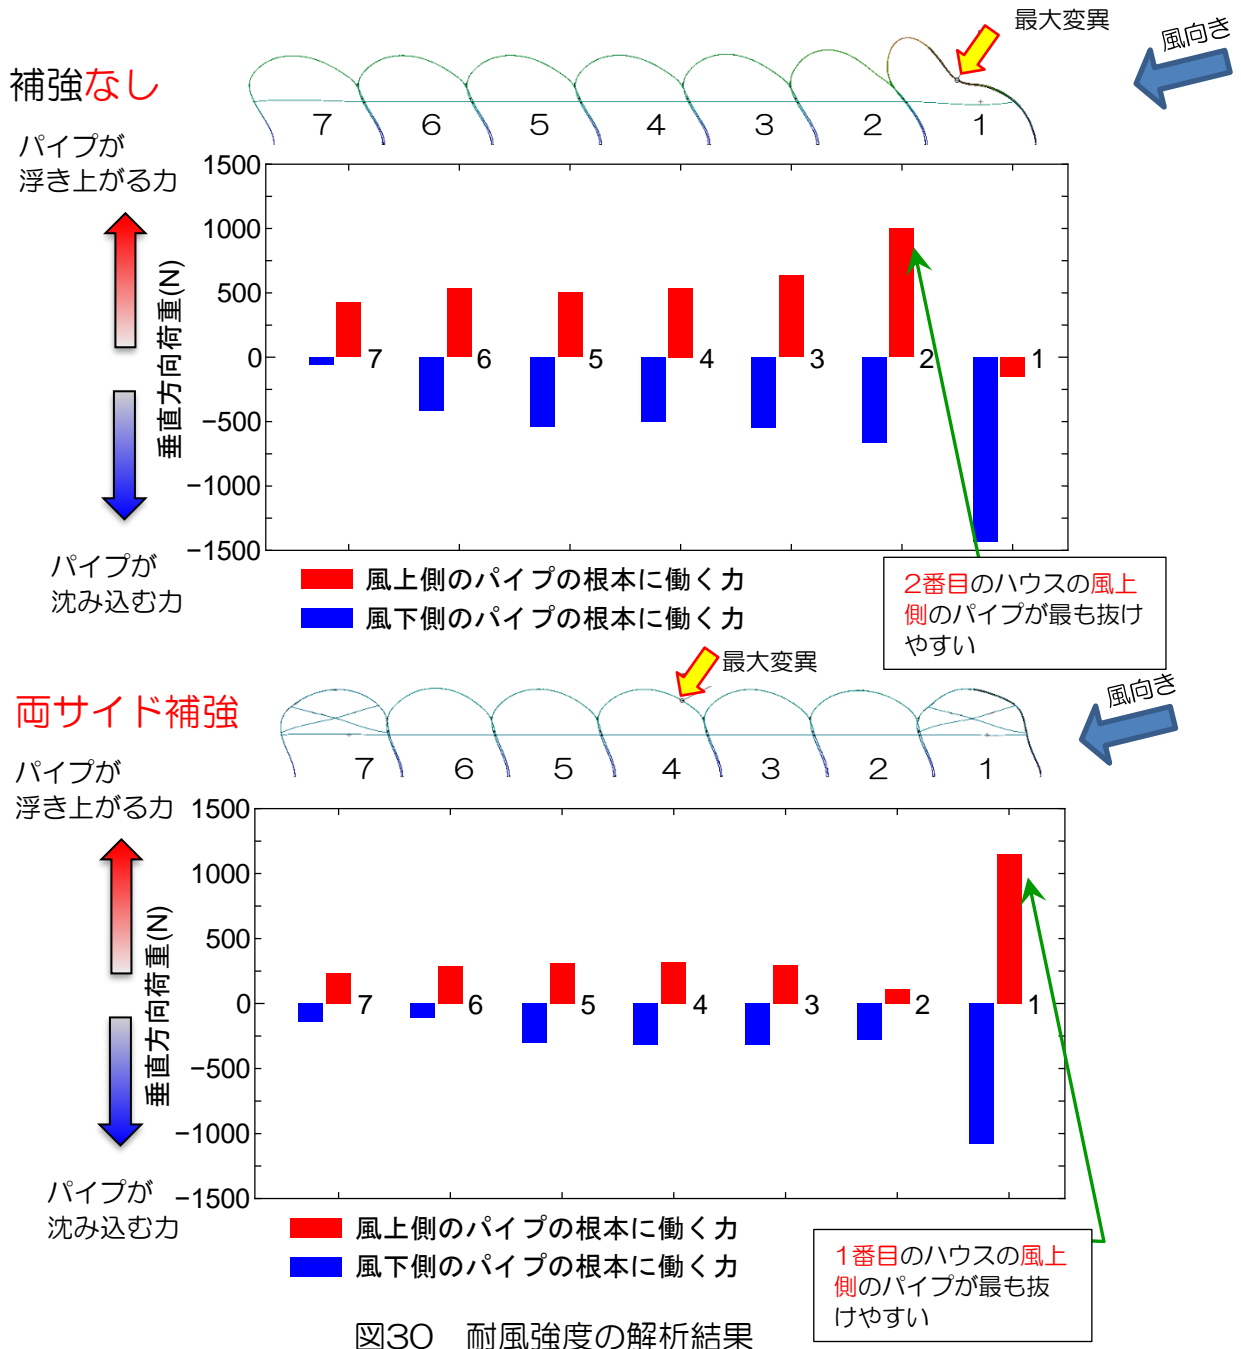 最大変異
風向き
補強なし
7 6 5 4 3 2 1
パイプが
浮き上がる力
1500
1000
500
0
−500
−1000
−1500
垂直方向荷重(N)
7 6 5 4 3 2 1
パイプが
沈み込む力
風上側のパイプの根本に働く力
風下側のパイプの根本に働く力
2番目のハウスの風上
側のパイプが最も抜け
やすい
最大変異
風向き
両サイド補強
7 6 5 4 3 2 1
パイプが
浮き上がる力
1500
1000
500
0
−500
−1000
−1500
垂直方向荷重(N)
7 6 5 4 3 2 1
パイプが
沈み込む力
風上側のパイプの根本に働く力
風下側のパイプの根本に働く力
1番目のハウスの風上
側のパイプが最も抜
けやすい
図30 耐風強度の解析結果